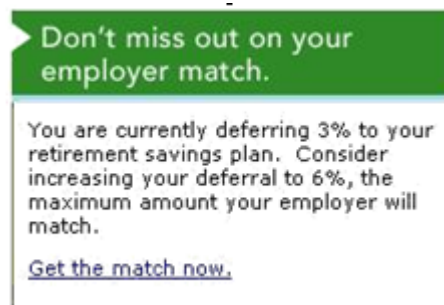 Don't miss out on your
employer match.
You are currently deferring 3% to your
retirement savings plan.  Consider
increasing your deferral to 6%, the
maximum amount your employer will
match.
Get the match now.